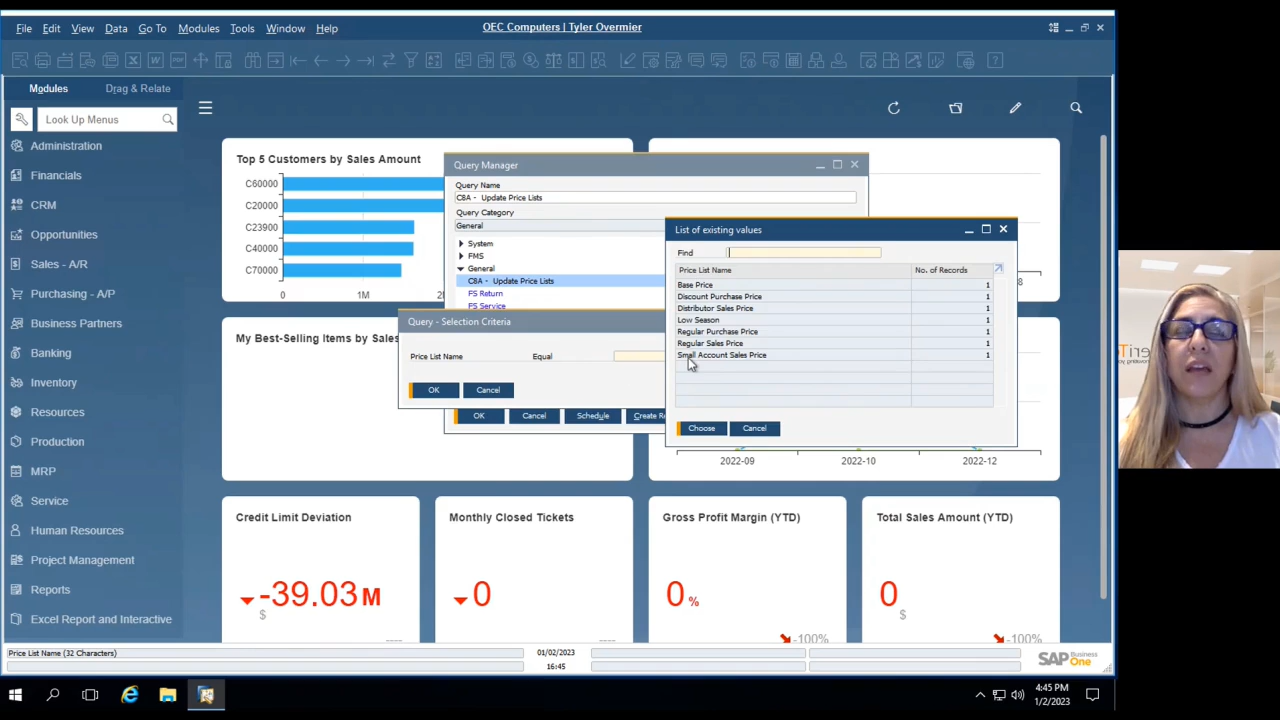 File Edit View Data Go To Modules Tools Window Help
OEC Computers | Tyler Overmier
Modules
Drag & Relate
Look Up Menus
Administration
Financials
CRM
Opportunities
Sales - A/R
Purchasing - A/P
Business Partners
Banking
Inventory
Resources
Production
MRP
Service
Human Resources
Project Management
Reports
Excel Report and Interactive
Top 5 Customers by Sales Amount
C60000
C20000
C23900
C40000
C70000
0 1M
My Best-Selling Items by Sales
Query Manager
Query Name
C8A - Update Price Lists
Query Category
General
System
FMS
General
C8A - Update Price Lists
FS Return
FS Service
OK Cancel Schedule
Query - Selection Criteria
Price List Name Equal
OK Cancel
List of existing values
Find
Price List Name No. of Records
Base Price 1
Discount Purchase Price 1
Distributor Sales Price 1
Low Season 1
Regular Purchase Price 1
Regular Sales Price 1
Small Account Sales Price 1
Choose Cancel
2022-09 2022-10 2022-12
Credit Limit Deviation
-39.03 M
$
Monthly Closed Tickets
0
Gross Profit Margin (YTD)
0 %
-100%
Total Sales Amount (YTD)
0
$
-100%
Price List Name (32 Characters)
01/02/2023
16:45
SAP Business One
4:45 PM
1/2/2023